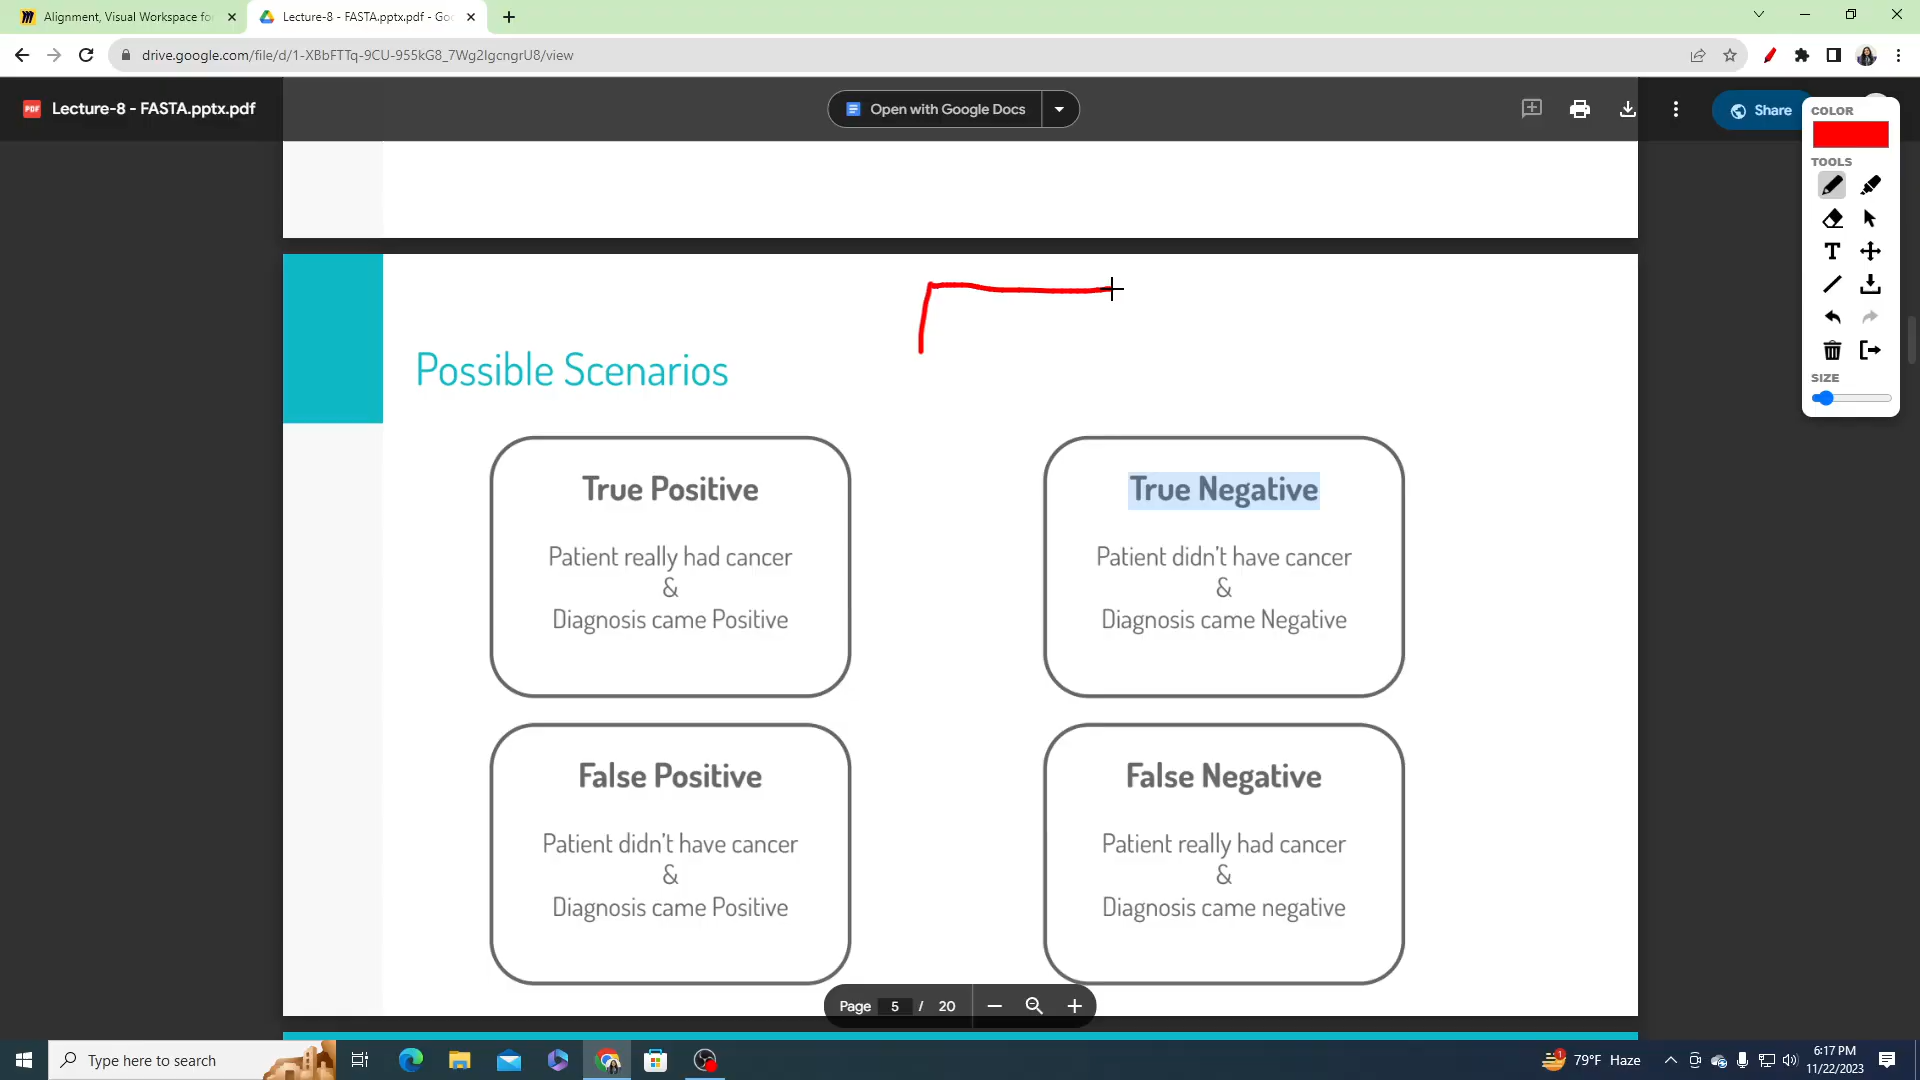 Alignment, Visual Workspace fo
Lecture-8 - FASTA.pptx.pdf - Goo
drive.google.com/file/d/1-XBbFTTq-9CU-955kG8_7Wg2IgcngrU8/view
PDF
Lecture-8 - FASTA.pptx.pdf
Open with Google Docs
Share
COLOR
TOOLS
SIZE
Possible Scenarios
True Positive
Patient really had cancer
&
Diagnosis came Positive
True Negative
Patient didn't have cancer
&
Diagnosis came Negative
False Positive
Patient didn't have cancer
&
Diagnosis came Positive
False Negative
Patient really had cancer
&
Diagnosis came negative
Page 5 / 20
Type here to search
1
79°F Haze
6:17 PM
11/22/2023